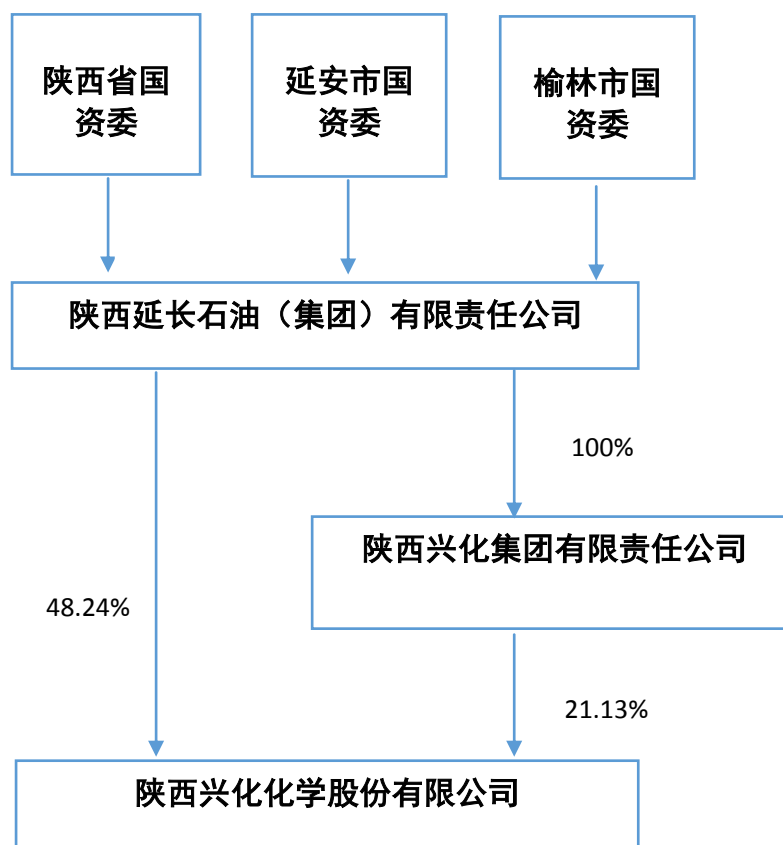 陕西省国
资委
延安市国
资委
榆林市国
资委
陕西延长石油（集团）有限责任公司
100%
陕西兴化集团有限责任公司
48.24%
21.13%
陕西兴化化学股份有限公司